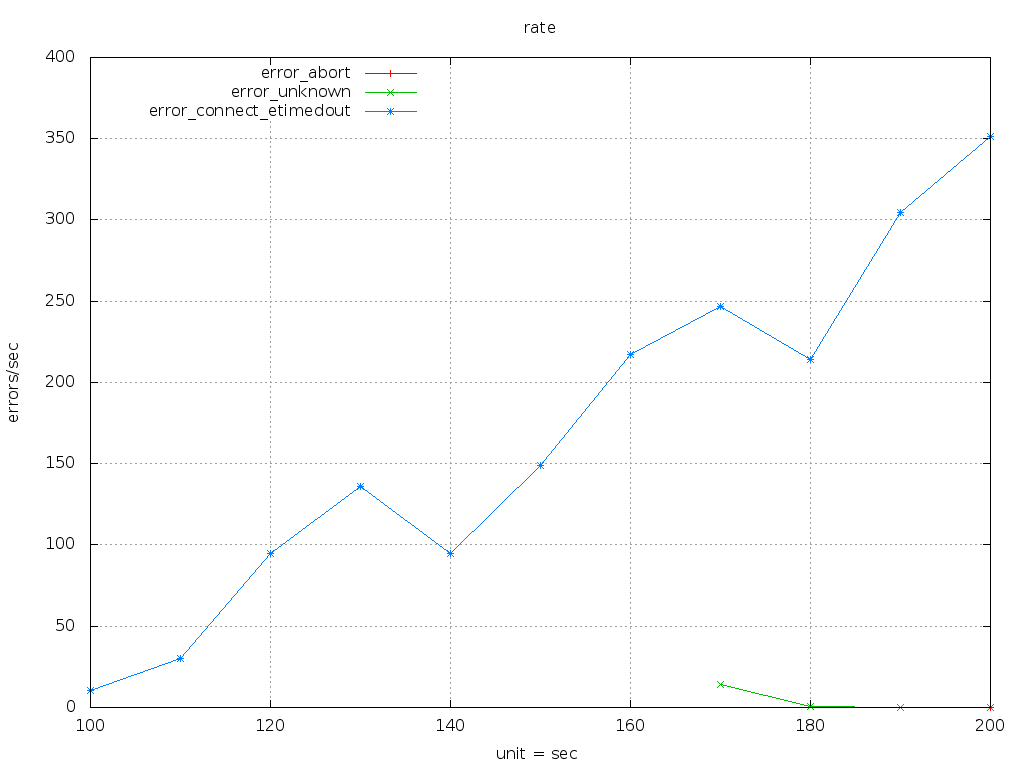 rate
400
350
300
250
200
150
100
50
0
errors/sec
error_abort
error_unknown
error_connect_etimedout
100 120 140 160 180 200
unit = sec